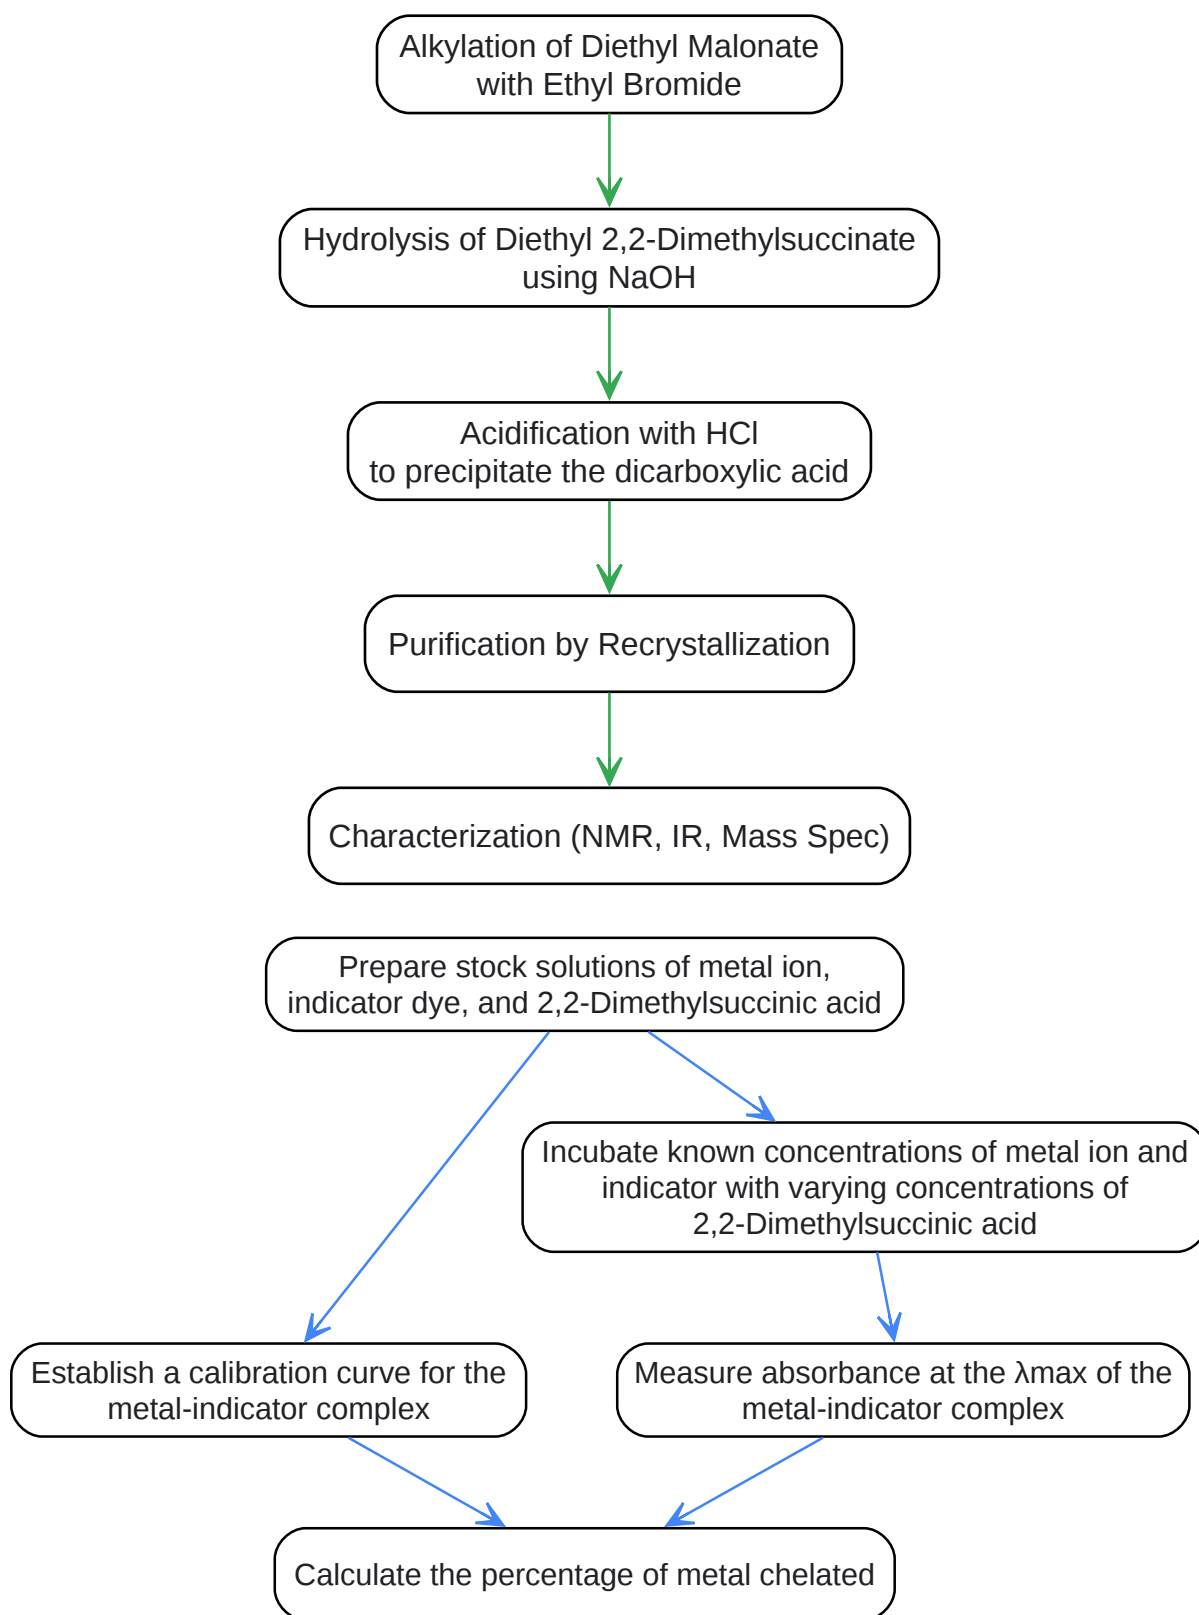 Alkylation of Diethyl Malonate
with Ethyl Bromide
Hydrolysis of Diethyl 2,2-Dimethylsuccinate
using NaOH
Acidification with HCl
to precipitate the dicarboxylic acid
Purification by Recrystallization
Characterization (NMR, IR, Mass Spec)
Prepare stock solutions of metal ion,
indicator dye, and 2,2-Dimethylsuccinic acid
Incubate known concentrations of metal ion and
indicator with varying concentrations of
2,2-Dimethylsuccinic acid
Establish a calibration curve for the
metal-indicator complex
Measure absorbance at the λmax of the
metal-indicator complex
Calculate the percentage of metal chelated